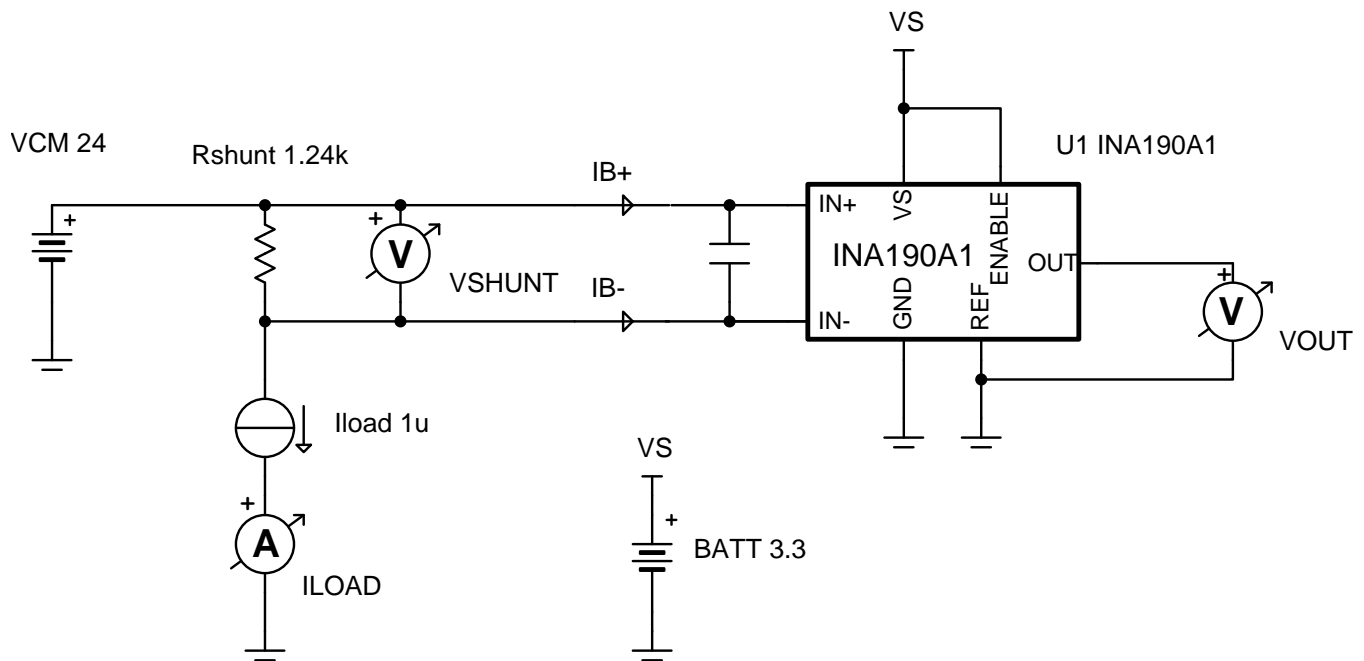 VS
VCM 24
Rshunt 1.24k
IB+
U1 INA190A1
+
+
V
VSHUNT
IB-
IN+
VS
ENABLE
INA190A1
OUT
IN-
GND
REF
+
V
VOUT
Iload 1u
VS
+
A
ILOAD
+
BATT 3.3